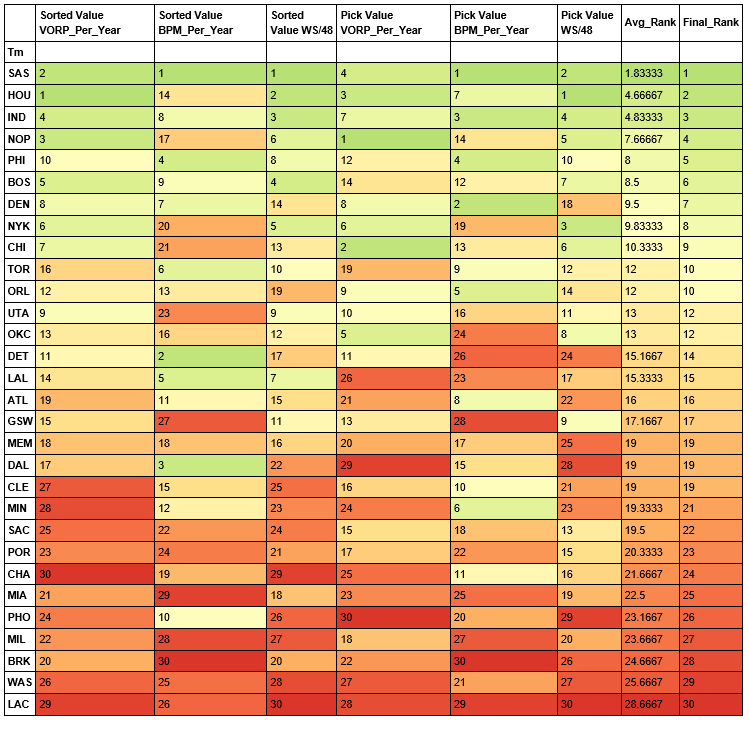 Sorted Value VORP_Per_Year Sorted Value BPM_Per_Year Sorted Value WS/48 Pick Value VORP_Per_Year Pick Value BPM_Per_Year Pick Value WS/48 Avg_Rank Final_Rank
Tm
SAS 2 1 1 4 1 2 1.83333 1
HOU 1 14 2 3 7 1 4.66667 2
IND 4 8 3 7 3 4 4.83333 3
NOP 3 17 6 1 14 5 7.66667 4
PHI 10 4 8 12 4 10 8 5
BOS 5 9 4 14 12 7 8.5 6
DEN 8 7 14 8 2 18 9.5 7
NYK 6 20 5 6 19 3 9.83333 8
CHI 7 21 13 2 13 6 10.3333 9
TOR 16 6 10 19 9 12 12 10
ORL 12 13 19 9 5 14 12 10
UTA 9 23 9 10 16 11 13 12
OKC 13 16 12 5 24 8 13 12
DET 11 2 17 11 26 24 15.1667 14
LAL 14 5 7 26 23 17 15.3333 15
ATL 19 11 15 21 8 22 16 16
GSW 15 27 11 13 28 9 17.1667 17
MEM 18 18 16 20 17 25 19 19
DAL 17 3 22 29 15 28 19 19
CLE 27 15 25 16 10 21 19 19
MIN 28 12 23 24 6 23 19.3333 21
SAC 25 22 24 15 18 13 19.5 22
POR 23 24 21 17 22 15 20.3333 23
CHA 30 19 29 25 11 16 21.6667 24
MIA 21 29 18 23 25 19 22.5 25
PHO 24 10 26 30 20 29 23.1667 26
MIL 22 28 27 18 27 20 23.6667 27
BRK 20 30 20 22 30 26 24.6667 28
WAS 26 25 28 27 21 27 25.6667 29
LAC 29 26 30 28 29 30 28.6667 30